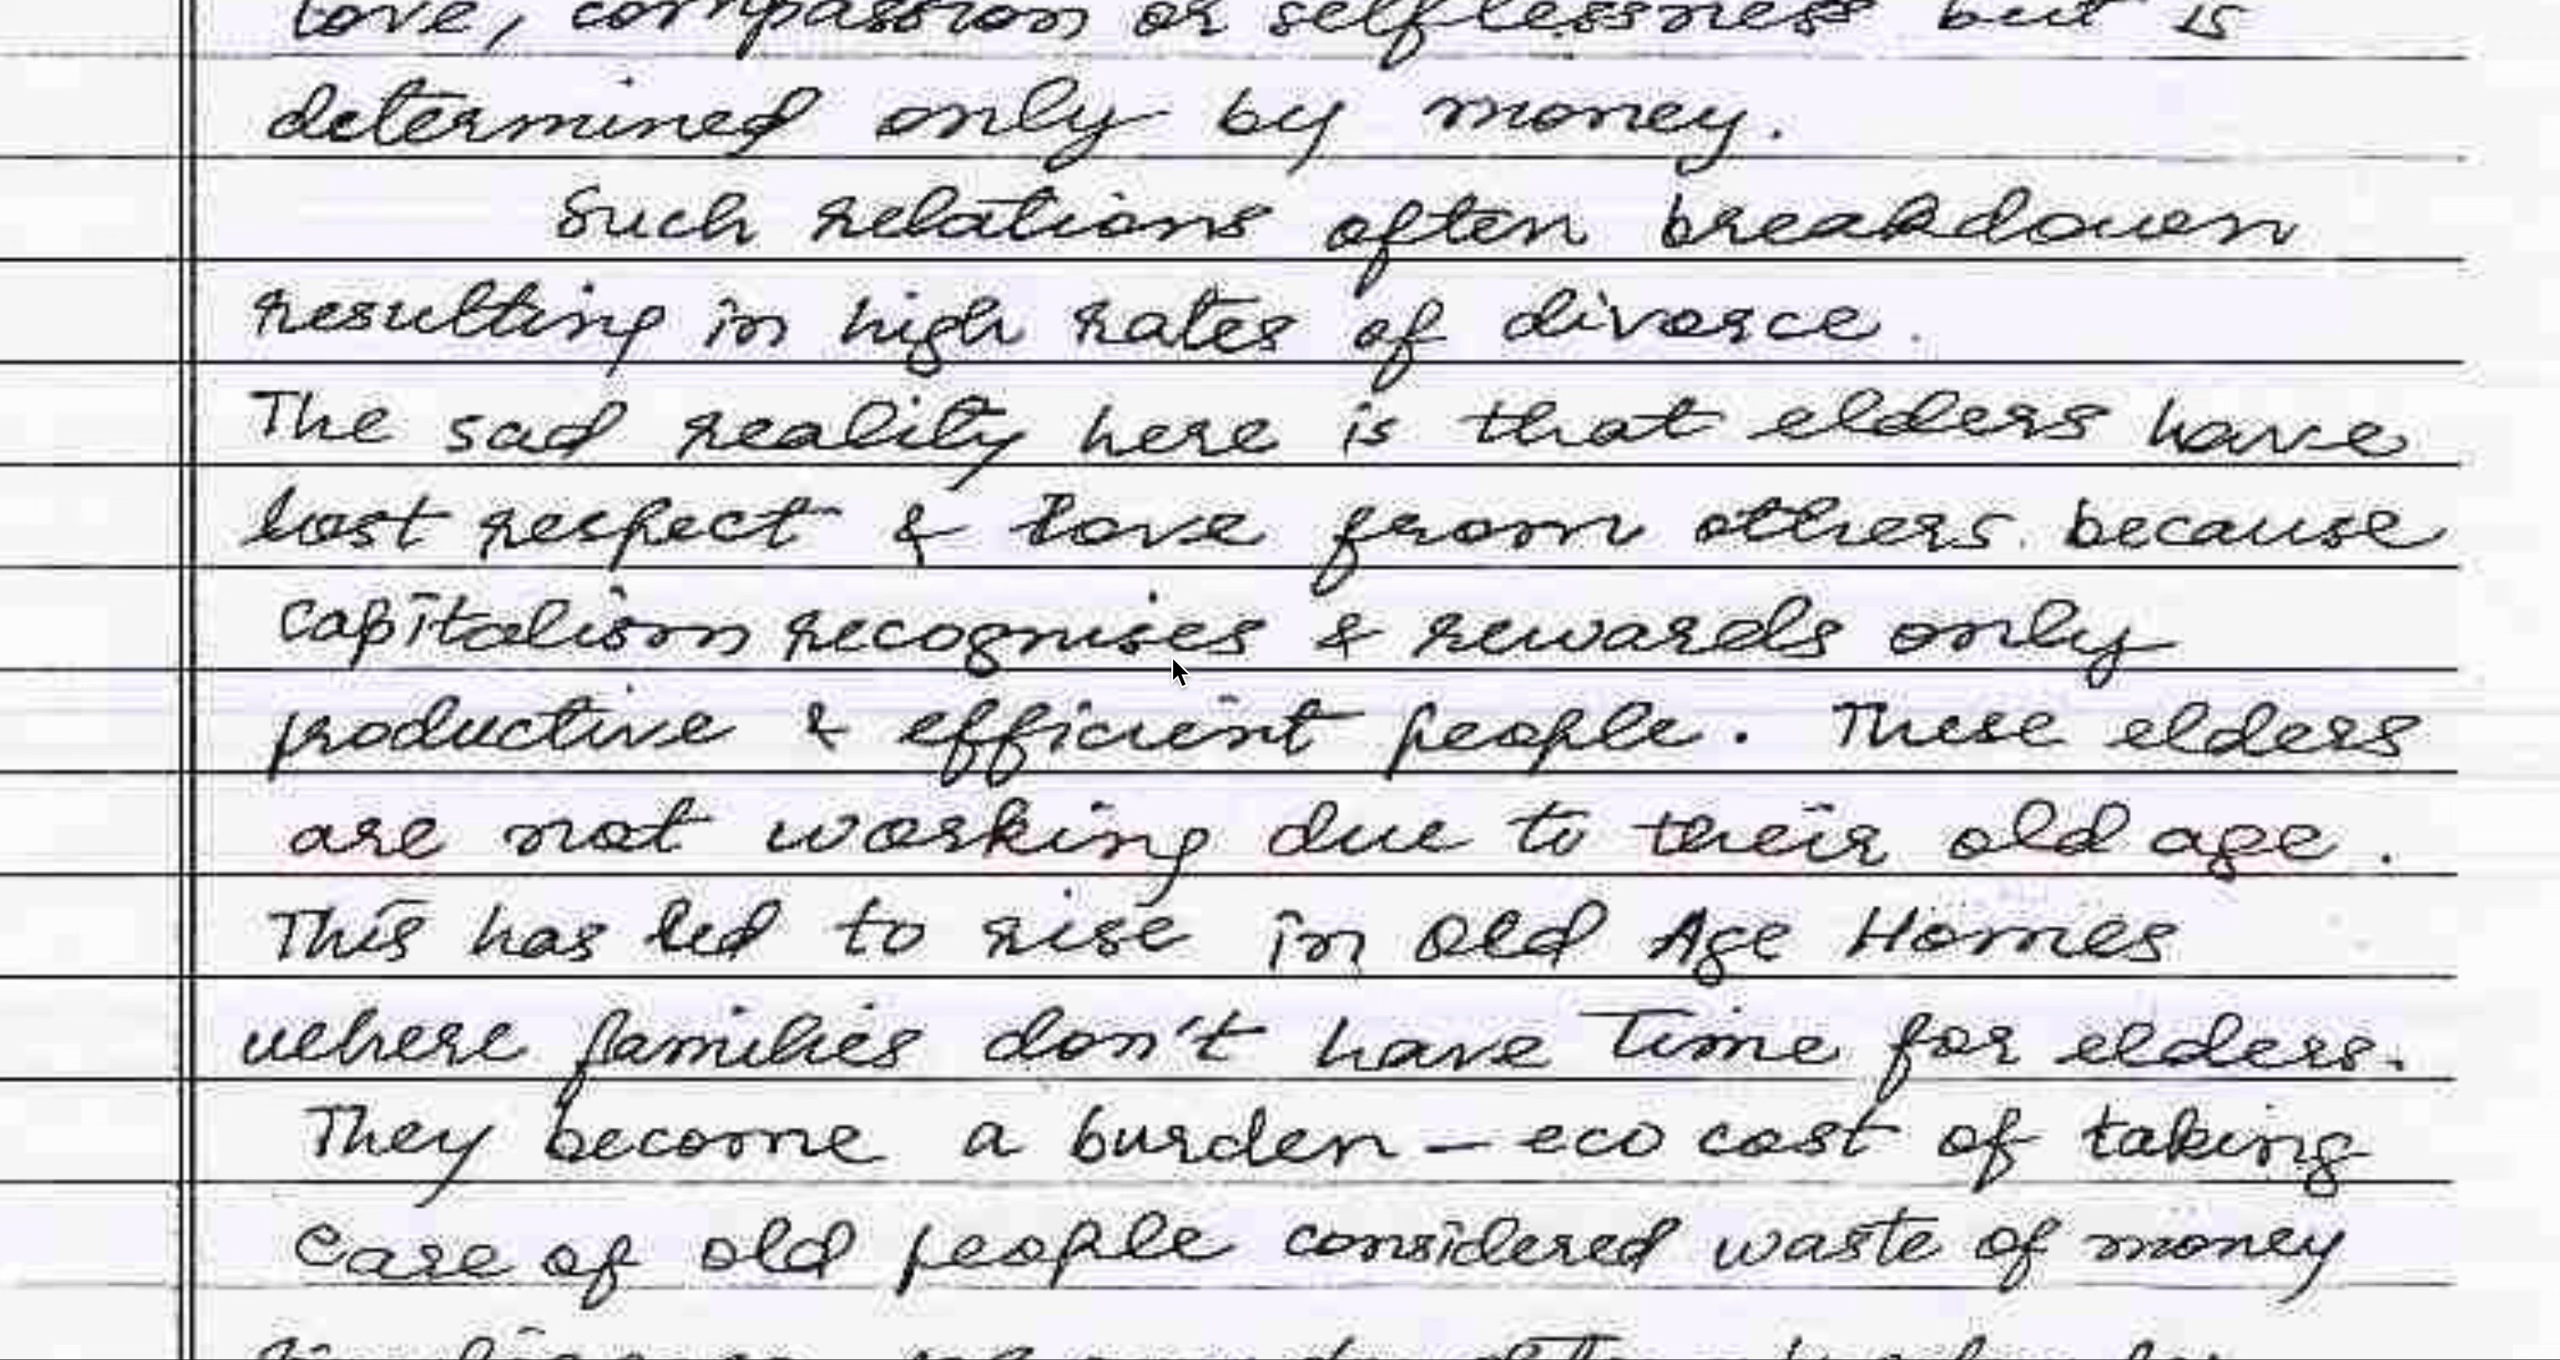 love, compassion or selflessness but is
determined only by money.
Such relations often breakdown
resulting in high rates of divorce.
The sad reality here is that elders have
lost respect & love from others because
capitalism recognises & rewards only
productive & efficient people. These elders
are not working due to their old age.
This has led to rise in Old Age Homes
where families don't have time for elders.
They become a burden – eco cost of taking
care of old people considered waste of money